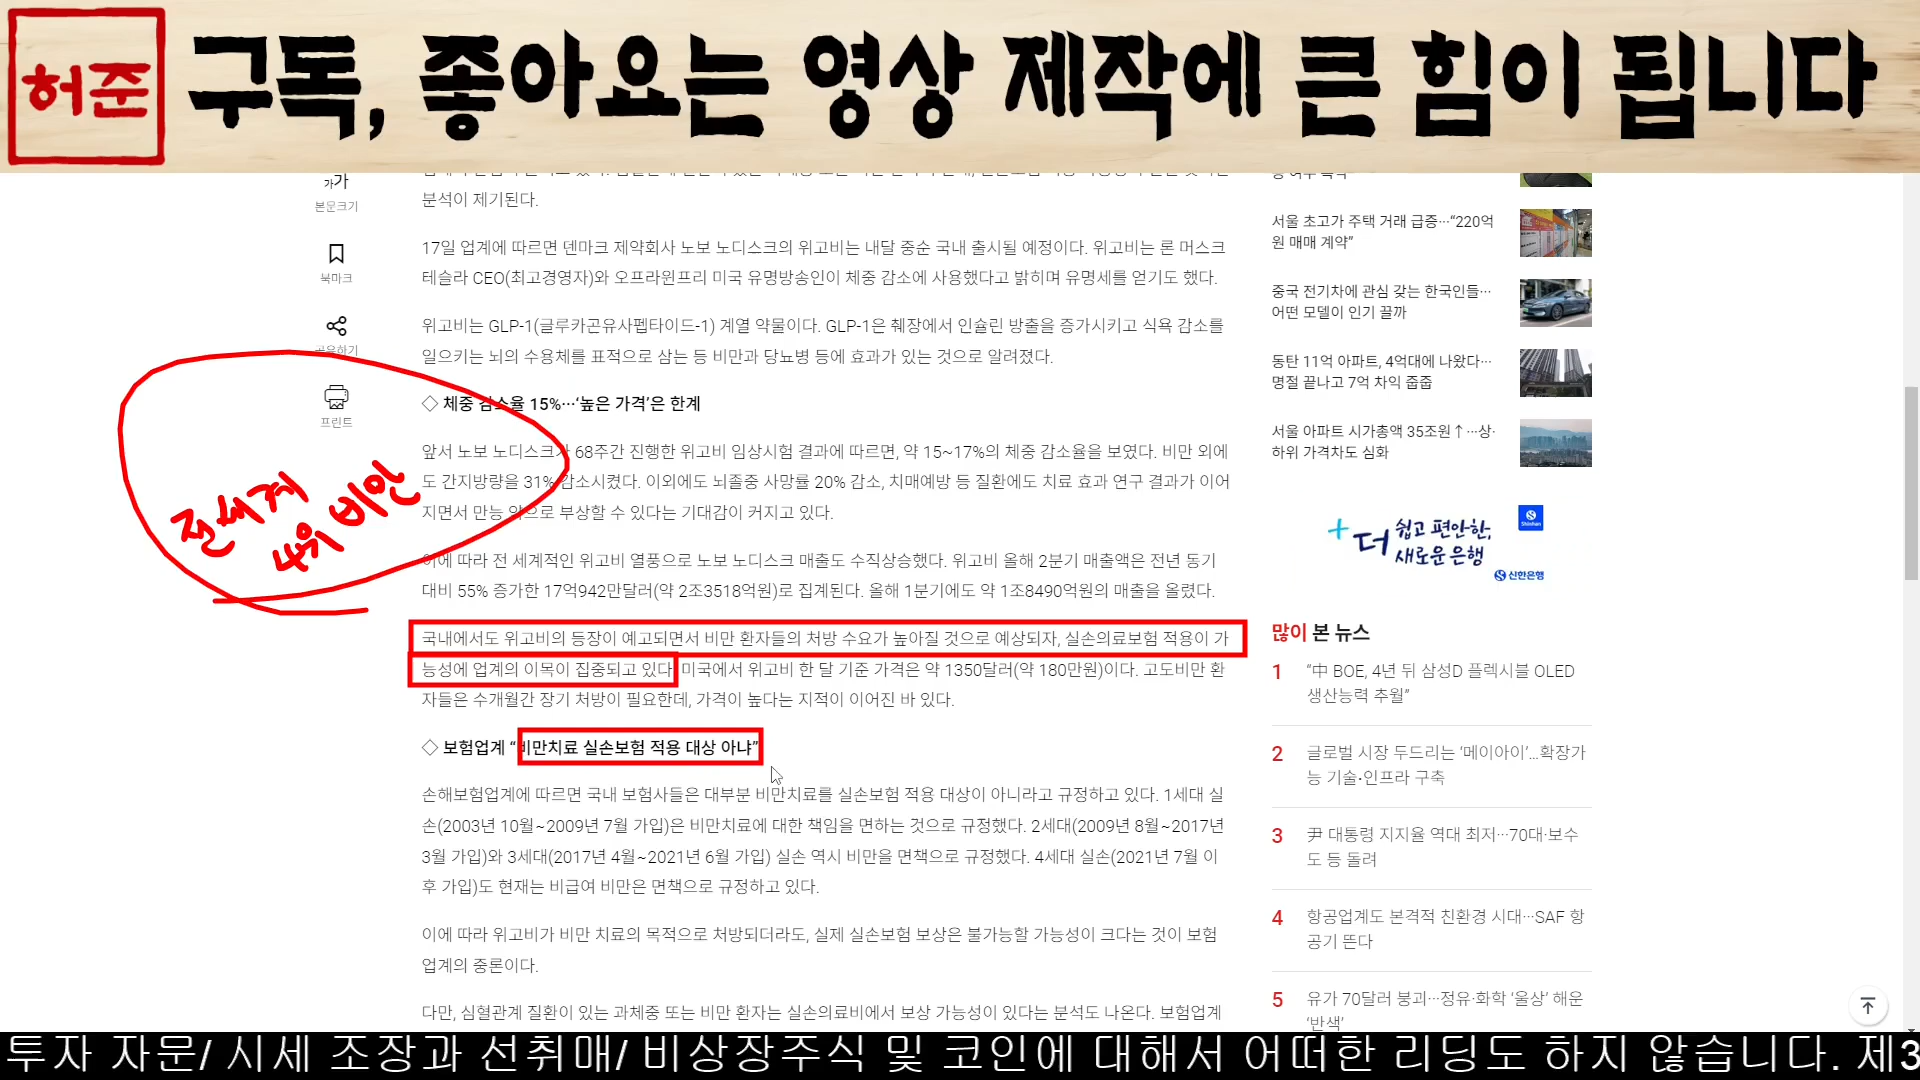 허준
구독, 좋아요는 영상 제작에 큰 힘이 됩니다
가가
본문크기
북마크
공유하기
프린트
분석이 제기된다.
17일 업계에 따르면 덴마크 제약회사 노보 노디스크의 위고비는 내달 중순 국내 출시될 예정이다. 위고비는 론 머스크
테슬라 CEO(최고경영자)와 오프라윈프리 미국 유명방송인이 체중 감소에 사용했다고 밝히며 유명세를 얻기도 했다.
위고비는 GLP-1(글루카곤유사펩타이드-1) 계열 약물이다. GLP-1은 췌장에서 인슐린 방출을 증가시키고 식욕 감소를
일으키는 뇌의 수용체를 표적으로 삼는 등 비만과 당뇨병 등에 효과가 있는 것으로 알려졌다.
◇ 체중 감소율 15%…‘높은 가격’은 한계
앞서 노보 노디스크가 68주간 진행한 위고비 임상시험 결과에 따르면, 약 15~17%의 체중 감소율을 보였다. 비만 외에
도 간지방량을 31% 감소시켰다. 이외에도 뇌졸중 사망률 20% 감소, 치매예방 등 질환에도 치료 효과 연구 결과가 이어
지면서 만능 약으로 부상할 수 있다는 기대감이 커지고 있다.
전세계
4위 비만
이에 따라 전 세계적인 위고비 열풍으로 노보 노디스크 매출도 수직상승했다. 위고비 올해 2분기 매출액은 전년 동기
대비 55% 증가한 17억942만달러(약 2조3518억원)로 집계된다. 올해 1분기에도 약 1조8490억원의 매출을 올렸다.
국내에서도 위고비의 등장이 예고되면서 비만 환자들의 처방 수요가 높아질 것으로 예상되자, 실손의료보험 적용이 가
능성에 업계의 이목이 집중되고 있다. 미국에서 위고비 한 달 기준 가격은 약 1350달러(약 180만원)이다. 고도비만 환
자들은 수개월간 장기 처방이 필요한데, 가격이 높다는 지적이 이어진 바 있다.
◇ 보험업계 “비만치료 실손보험 적용 대상 아냐”
손해보험업계에 따르면 국내 보험사들은 대부분 비만치료를 실손보험 적용 대상이 아니라고 규정하고 있다. 1세대 실
손(2003년 10월~2009년 7월 가입)은 비만치료에 대한 책임을 면하는 것으로 규정했다. 2세대(2009년 8월~2017년
3월 가입)와 3세대(2017년 4월~2021년 6월 가입) 실손 역시 비만을 면책으로 규정했다. 4세대 실손(2021년 7월 이
후 가입)도 현재는 비급여 비만은 면책으로 규정하고 있다.
이에 따라 위고비가 비만 치료의 목적으로 처방되더라도, 실제 실손보험 보상은 불가능할 가능성이 크다는 것이 보험
업계의 중론이다.
다만, 심혈관계 질환이 있는 과체중 또는 비만 환자는 실손의료비에서 보상 가능성이 있다는 분석도 나온다. 보험업계
서울 초고가 주택 거래 급증…“220억
원 매매 계약”
중국 전기차에 관심 갖는 한국인들…
어떤 모델이 인기 끌까
동탄 11억 아파트, 4억대에 나왔다…
명절 끝나고 7억 차익 줍줍
서울 아파트 시가총액 35조원↑…상·
하위 가격차도 심화
+더 쉽고 편안한,
새로운 은행
Shinhan
신한은행
많이 본 뉴스
1 “中 BOE, 4년 뒤 삼성D 플렉시블 OLED
생산능력 추월”
2 글로벌 시장 두드리는 ‘메이아이’…확장가
능 기술·인프라 구축
3 尹 대통령 지지율 역대 최저…70대·보수
도 등 돌려
4 항공업계도 본격적 친환경 시대…SAF 항
공기 뜬다
5 유가 70달러 붕괴…정유·화학 ‘울상’ 해운
‘반색’
투자 자문/ 시세 조장과 선취매/ 비상장주식 및 코인에 대해서 어떠한 리딩도 하지 않습니다. 제3